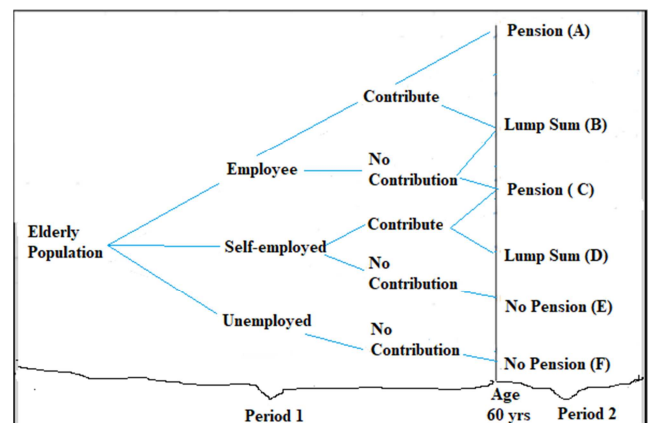 Pension (A)
Contribute
Lump Sum (B)
No
Contribution
Employee
Pension ( C)
Elderly
Population
Self-employed
Contribute
No
Contribution
Lump Sum (D)
Unemployed
No Pension (E)
No
Contribution
No Pension (F)
Age
60 yrs
Period 1
Period 2